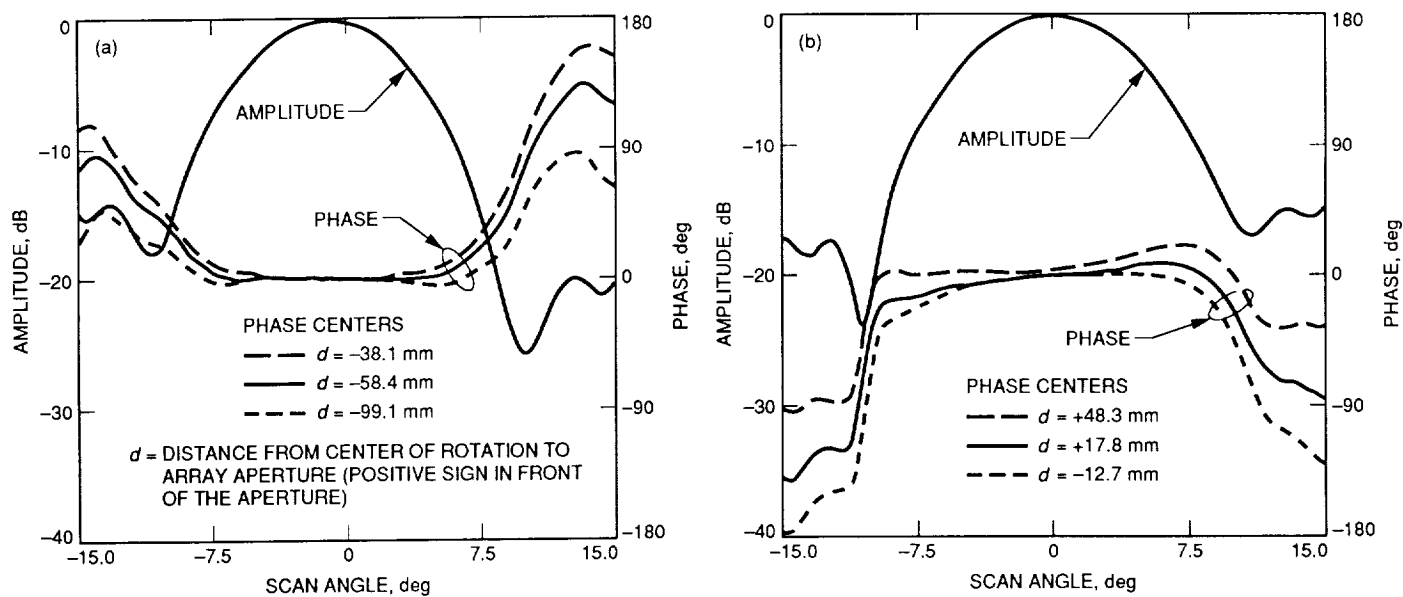 (a)
AMPLITUDE
PHASE
PHASE CENTERS
d = –38.1 mm
d = –58.4 mm
d = –99.1 mm
d = DISTANCE FROM CENTER OF ROTATION TO
ARRAY APERTURE (POSITIVE SIGN IN FRONT
OF THE APERTURE)
AMPLITUDE, dB
0
–10
–20
–30
–40
PHASE, deg
180
90
0
–90
–180
–15.0
–7.5
0
7.5
15.0
SCAN ANGLE, deg
(b)
AMPLITUDE
PHASE
PHASE CENTERS
d = +48.3 mm
d = +17.8 mm
d = –12.7 mm
AMPLITUDE, dB
0
–10
–20
–30
–40
PHASE, deg
180
90
0
–90
–180
–15.0
–7.5
0
7.5
15.0
SCAN ANGLE, deg